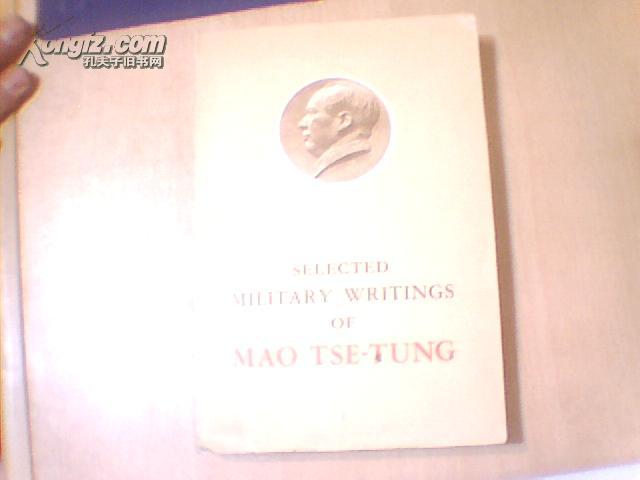 Kongfz.com
孔夫子旧书网
SELECTED
MILITARY WRITINGS
OF
MAO TSE-TUNG